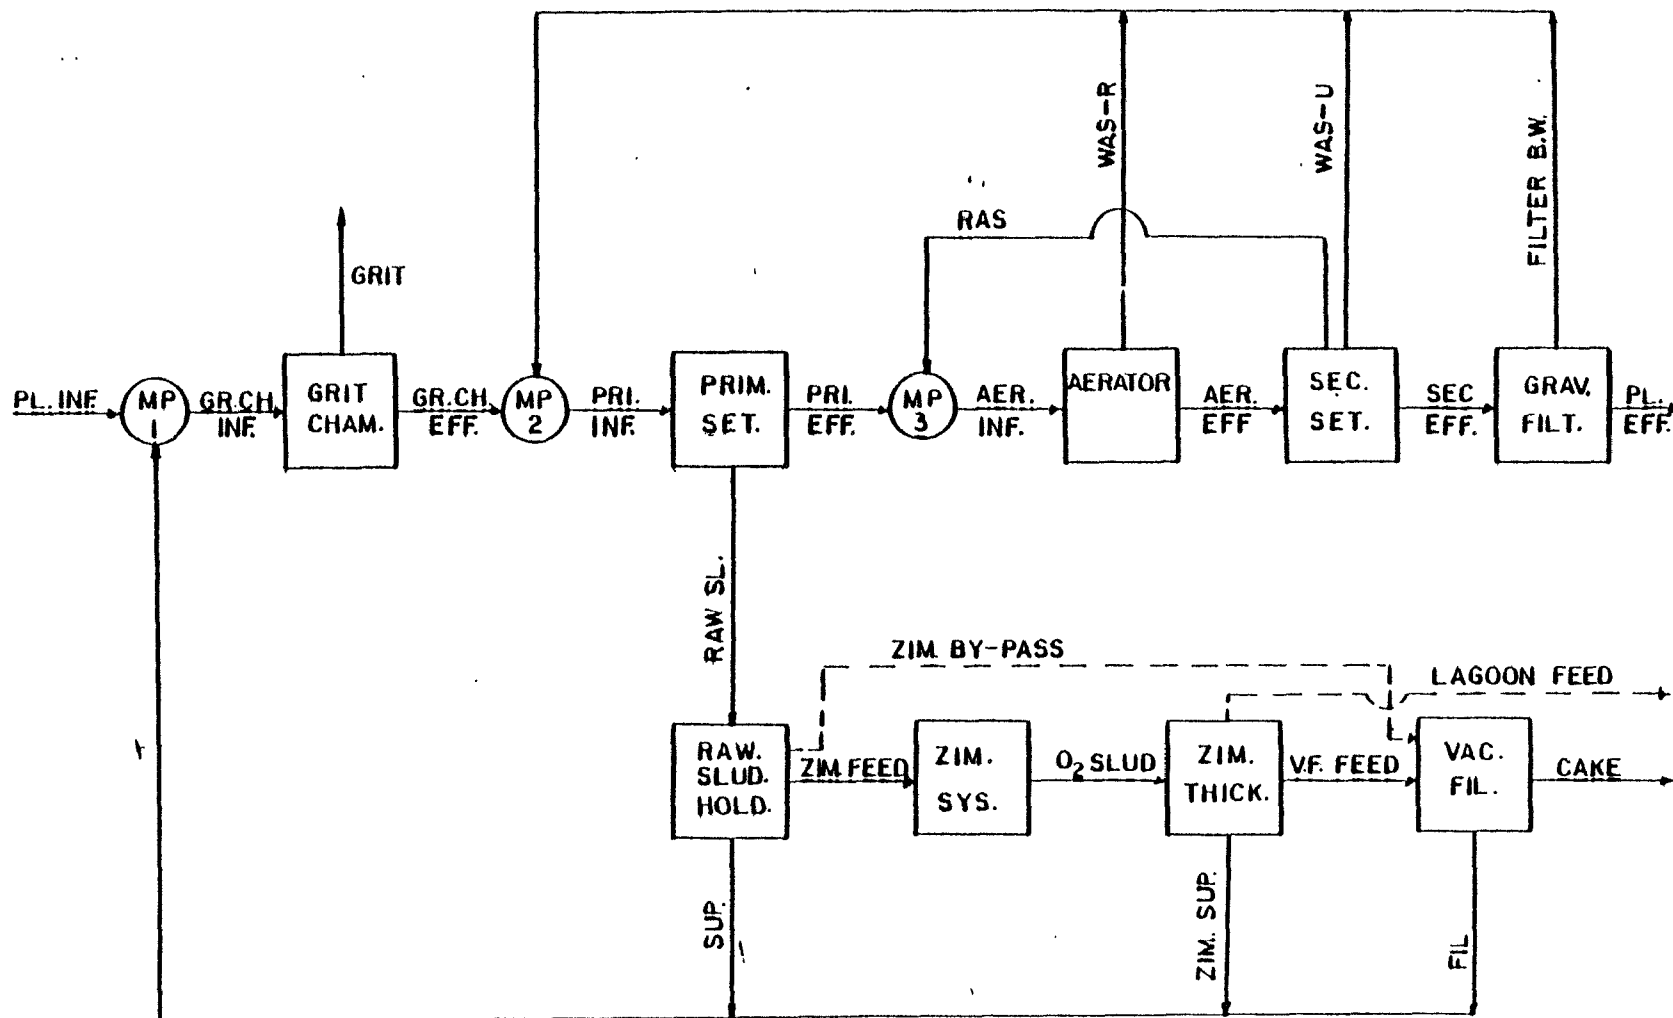 WAS-R
WAS-U
FILTER B.W.
RAS
GRIT
PL. INF.
MP
1
GR.CH.
INF.
GRIT
CHAM.
GR.CH.
EFF.
MP
2
PRI.
INF.
PRIM.
SET.
PRI.
EFF.
MP
3
AER.
INF.
AERATOR
AER.
EFF
SEC.
SET.
SEC
EFF.
GRAV.
FILT.
PL.
EFF.
RAW SL.
ZIM. BY-PASS
LAGOON FEED
RAW.
SLUD.
HOLD.
ZIM. FEED
ZIM.
SYS.
O₂ SLUD
ZIM.
THICK.
V.F. FEED
VAC.
FIL.
CAKE
SUP.
ZIM. SUP.
FIL